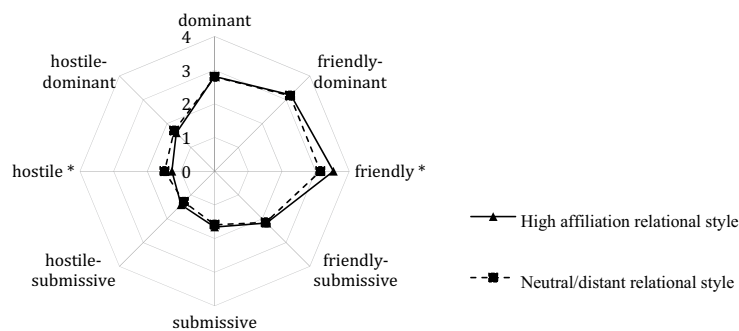 dominant
4
friendly-
dominant
hostile-
dominant
3
2
1
0
hostile *
friendly *
High affiliation relational style
hostile-
submissive
friendly-
submissive
Neutral/distant relational style
submissive